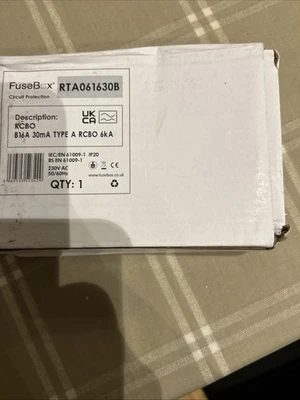 FuseBox®
RTA061630B
Circuit Protection
Description:
RCBO
B16A 30mA TYPE A RCBO 6kA
UK
CA
IEC/EN 61009-1 IP20
BS EN 61009-1
230V AC
50/60Hz
www.fusebox.co.uk
QTY: 1